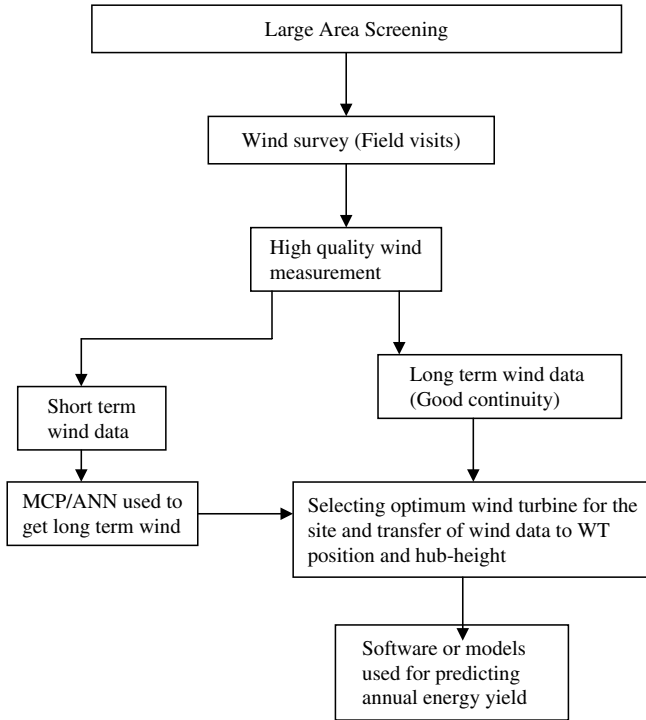 Large Area Screening
Wind survey (Field visits)
High quality wind
measurement
Long term wind data
(Good continuity)
Short term
wind data
MCP/ANN used to
get long term wind
Selecting optimum wind turbine for the
site and transfer of wind data to WT
position and hub-height
Software or models
used for predicting
annual energy yield